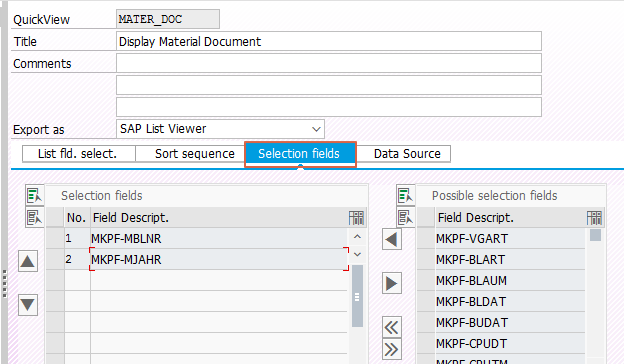 QuickView MATER_DOC
Title Display Material Document
Comments
Export as SAP List Viewer
List fld. select. Sort sequence Selection fields Data Source
Selection fields Possible selection fields
No. Field Descript. Field Descript.
1 MKPF-MBLNR MKPF-VGART
2 MKPF-MJAHR MKPF-BLART
MKPF-BLAUM
MKPF-BLDAT
MKPF-BUDAT
MKPF-CPUDT
MKPF-CPUTM